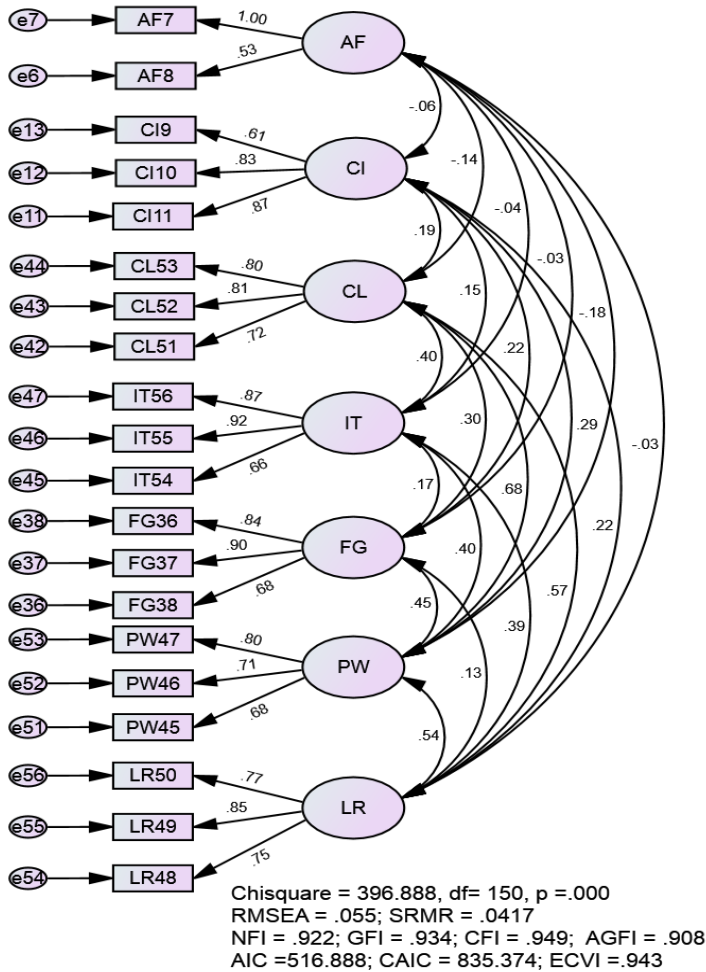 e7 AF7 1.00 AF
e6 AF8 .53
-.06
e13 CI9 .61
e12 CI10 .83 CI
e11 CI11 .87
-.14
-.04
.19
-.03
e44 CL53 .80
e43 CL52 .81 CL
e42 CL51 .72
.15
-.18
.22
.40
e47 IT56 .87
e46 IT55 .92 IT
e45 IT54 .66
.30
.29
-.03
.17
.68
e38 FG36 .84
e37 FG37 .90 FG
e36 FG38 .68
.22
.40
.57
.45
.39
e53 PW47 .80
e52 PW46 .71 PW
e51 PW45 .68
.13
.54
e56 LR50 .77
e55 LR49 .85 LR
e54 LR48 .75
Chisquare = 396.888, df= 150, p =.000
RMSEA = .055; SRMR = .0417
NFI = .922; GFI = .934; CFI = .949; AGFI = .908
AIC =516.888; CAIC = 835.374; ECVI =.943